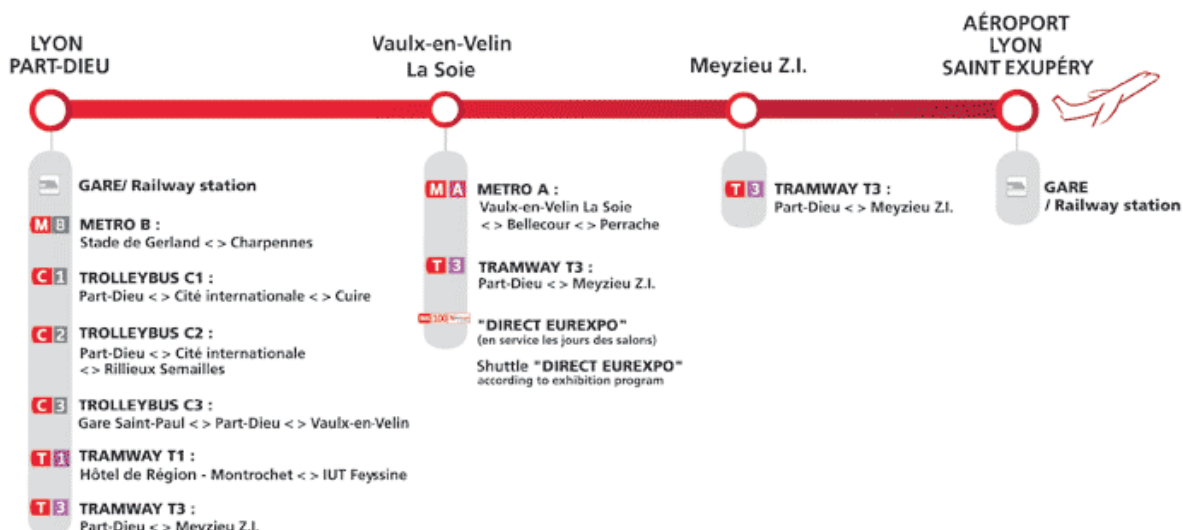 LYON
PART-DIEU
Vaulx-en-Velin
La Soie
Meyzieu Z.I.
AÉROPORT
LYON
SAINT EXUPÉRY
GARE/ Railway station
M B METRO B :
Stade de Gerland < > Charpennes
C 1 TROLLEYBUS C1 :
Part-Dieu < > Cité internationale < > Cuire
C 2 TROLLEYBUS C2 :
Part-Dieu < > Cité internationale
< > Rillieux Semailles
C 3 TROLLEYBUS C3 :
Gare Saint-Paul < > Part-Dieu < > Vaulx-en-Velin
T 1 TRAMWAY T1 :
Hôtel de Région - Montrochet < > IUT Feyssine
T 3 TRAMWAY T3 :
Part-Dieu < > Meyzieu Z.I.
M A METRO A :
Vaulx-en-Velin La Soie
< > Bellecour < > Perrache
T 3 TRAMWAY T3 :
Part-Dieu < > Meyzieu Z.I.
100 "DIRECT EUREXPO"
(en service les jours des salons)
Shuttle "DIRECT EUREXPO"
according to exhibition program
T 3 TRAMWAY T3 :
Part-Dieu < > Meyzieu Z.I.
GARE
/ Railway station